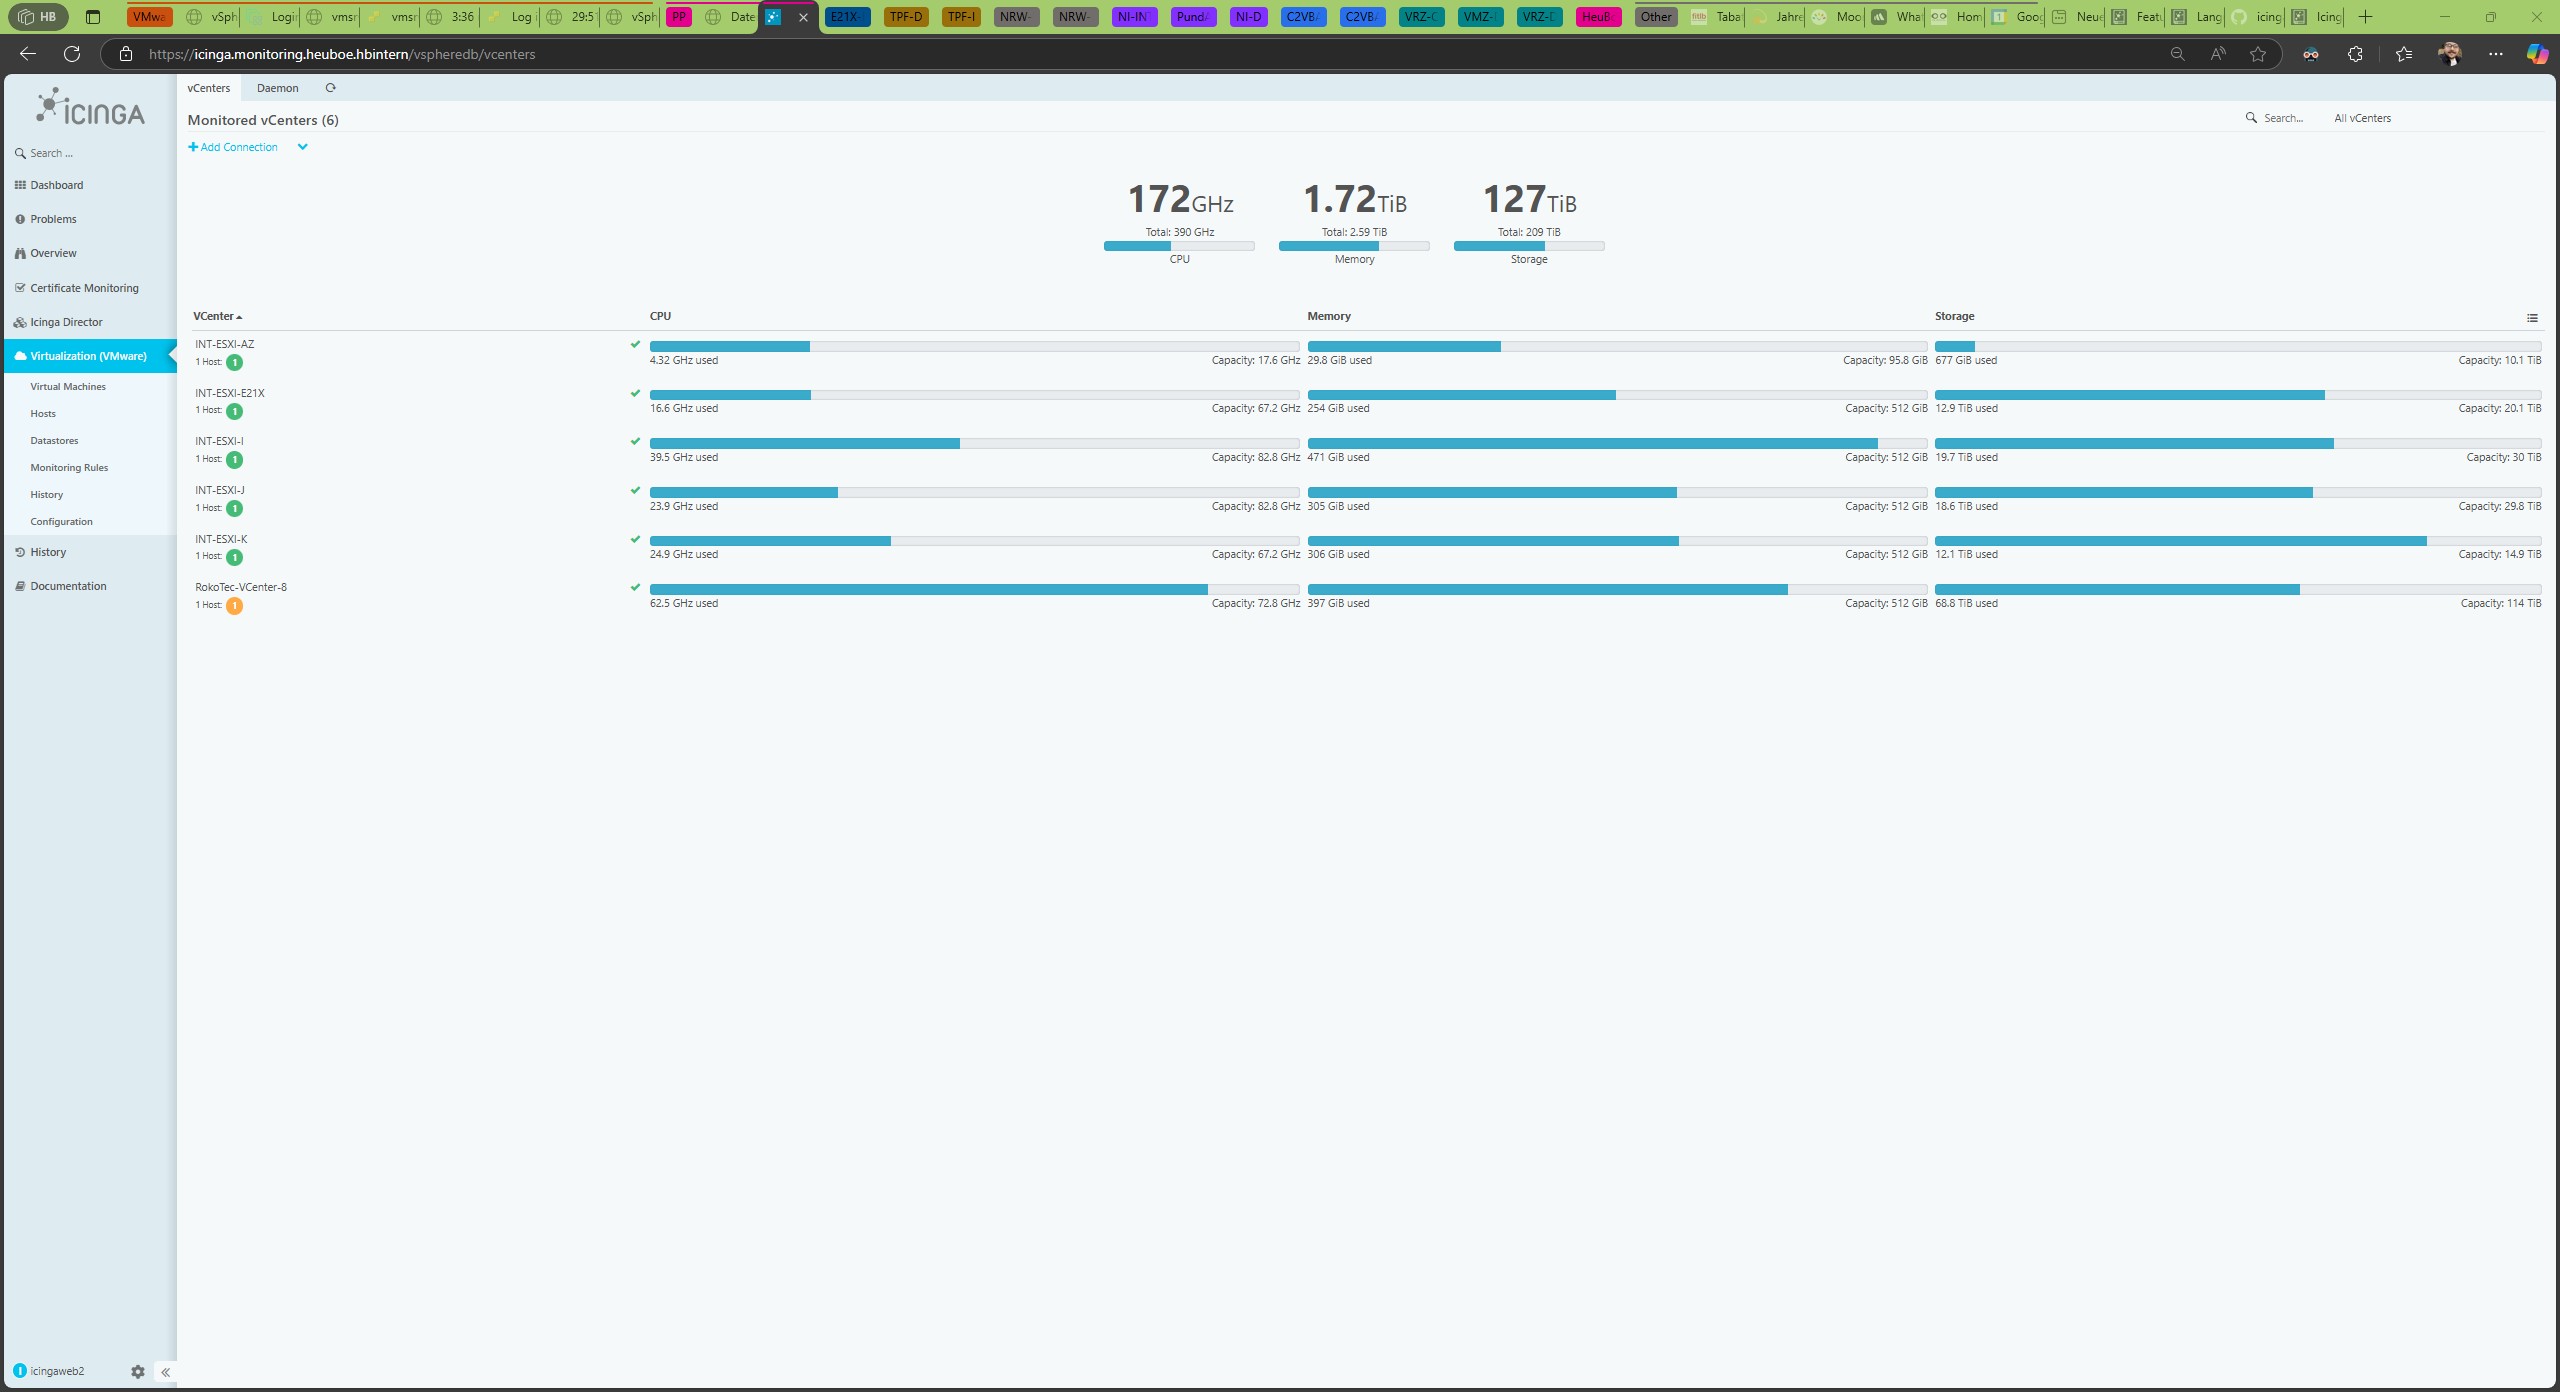 HB
VMwa
vSph
Login
vmsr
vmsr
3:36
Log i
29:51
vSph
PP
Date
E21X-
TPF-D
TPF-I
NRW-
NRW-
NI-INT
PundA
NI-D
C2VBA
C2VBA
VRZ-C
VMZ-
VRZ-D
HeuBo
Other
Taba
Jahre
Moo
Wha
Hom
Goog
Neue
Featu
Lang
icing
Icing
https://icinga.monitoring.heuboe.hbintern/vspheredb/vcenters
ICINGA
Search ...
Dashboard
Problems
Overview
Certificate Monitoring
Icinga Director
Virtualization (VMware)
Virtual Machines
Hosts
Datastores
Monitoring Rules
History
Configuration
History
Documentation
icingaweb2
vCenters Daemon
Monitored vCenters (6)
Search... All vCenters
Add Connection
172GHz 1.72TiB 127TiB
Total: 390 GHz Total: 2.59 TiB Total: 209 TiB
CPU Memory Storage
VCenter CPU Memory Storage
INT-ESXI-AZ
1 Host: 1
4.32 GHz used Capacity: 17.6 GHz 29.8 GiB used Capacity: 95.8 GiB 677 GiB used Capacity: 10.1 TiB
INT-ESXI-E21X
1 Host: 1
16.6 GHz used Capacity: 67.2 GHz 254 GiB used Capacity: 512 GiB 12.9 TiB used Capacity: 20.1 TiB
INT-ESXI-I
1 Host: 1
39.5 GHz used Capacity: 82.8 GHz 471 GiB used Capacity: 512 GiB 19.7 TiB used Capacity: 30 TiB
INT-ESXI-J
1 Host: 1
23.9 GHz used Capacity: 82.8 GHz 305 GiB used Capacity: 512 GiB 18.6 TiB used Capacity: 29.8 TiB
INT-ESXI-K
1 Host: 1
24.9 GHz used Capacity: 67.2 GHz 306 GiB used Capacity: 512 GiB 12.1 TiB used Capacity: 14.9 TiB
RokoTec-VCenter-8
1 Host: 1
62.5 GHz used Capacity: 72.8 GHz 397 GiB used Capacity: 512 GiB 68.8 TiB used Capacity: 114 TiB